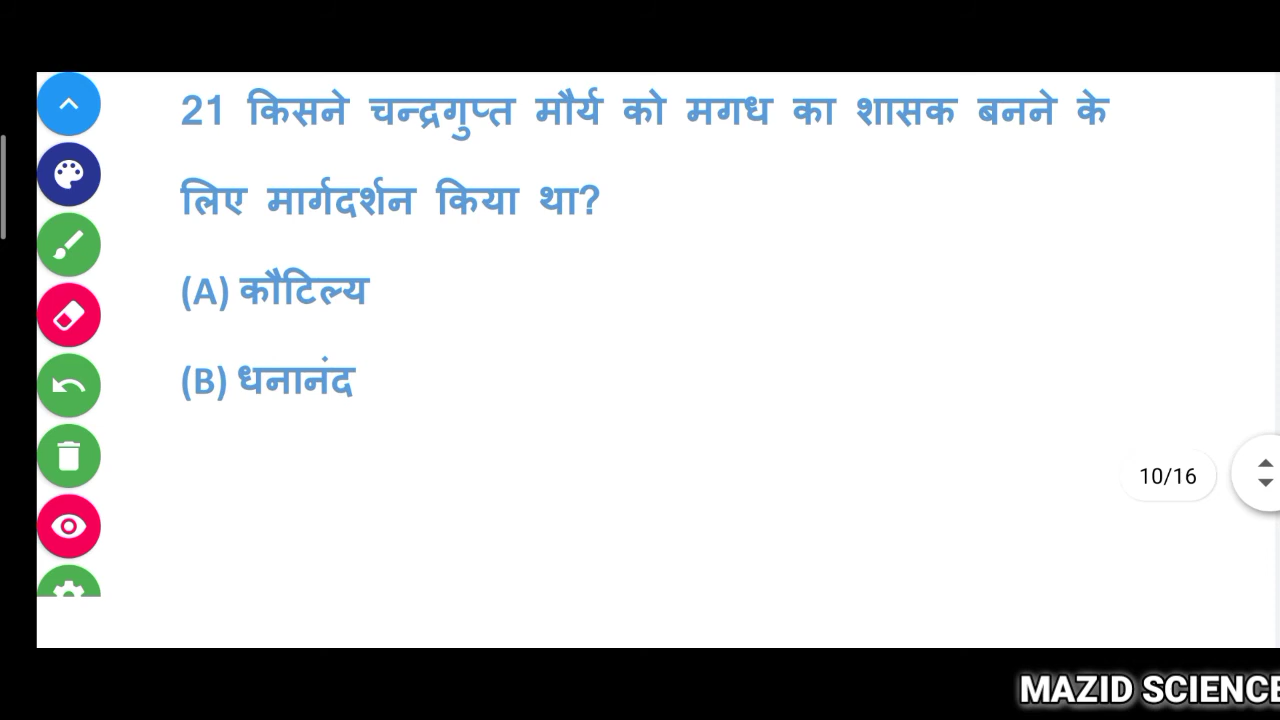 21 किसने चन्द्रगुप्त मौर्य को मगध का शासक बनने के
लिए मार्गदर्शन किया था?
(A) कौटिल्य
(B) धनानंद
10/16
MAZID SCIENCE